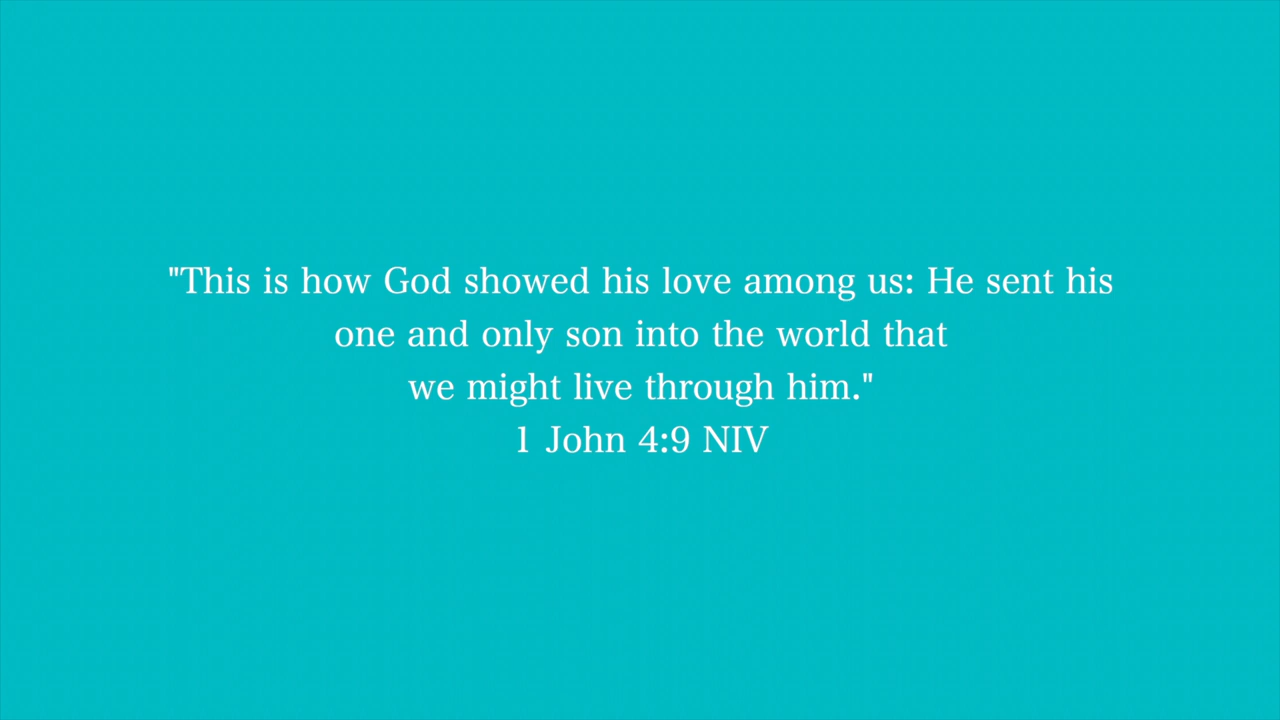 "This is how God showed his love among us: He sent his
one and only son into the world that
we might live through him."
1 John 4:9 NIV